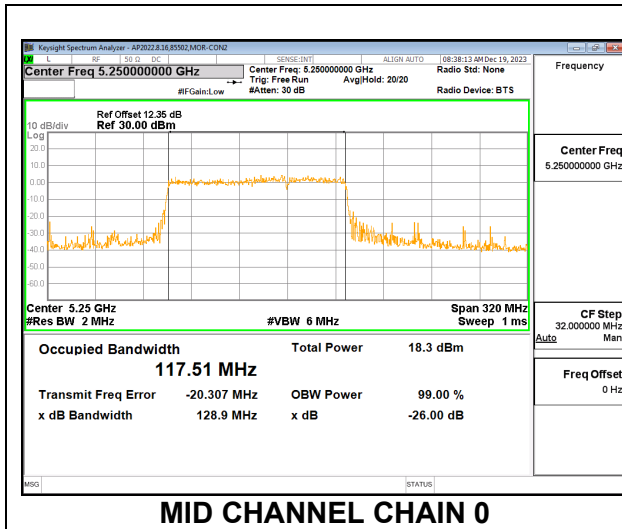 Keysight Spectrum Analyzer - AP2022.8.16,85502,MOR-CON2
L RF 50 Ω DC SENSE:INT ALIGN AUTO 08:38:13 AM Dec 19, 2023
Center Freq 5.250000000 GHz
Center Freq: 5.250000000 GHz
Radio Std: None
Trig: Free Run Avg|Hold: 20/20
#IFGain:Low #Atten: 30 dB
Radio Device: BTS
Frequency
Ref Offset 12.35 dB
10 dB/div Ref 30.00 dBm
Log
20.0
10.0
0.00
-10.0
-20.0
-30.0
-40.0
-50.0
-60.0
Center 5.25 GHz Span 320 MHz
#Res BW 2 MHz #VBW 6 MHz Sweep 1 ms
Center Freq
5.250000000 GHz
CF Step
32.000000 MHz
Auto Man
Freq Offset
0 Hz
Occupied Bandwidth Total Power 18.3 dBm
117.51 MHz
Transmit Freq Error -20.307 MHz OBW Power 99.00 %
x dB Bandwidth 128.9 MHz x dB -26.00 dB
MSG STATUS
MID CHANNEL CHAIN 0